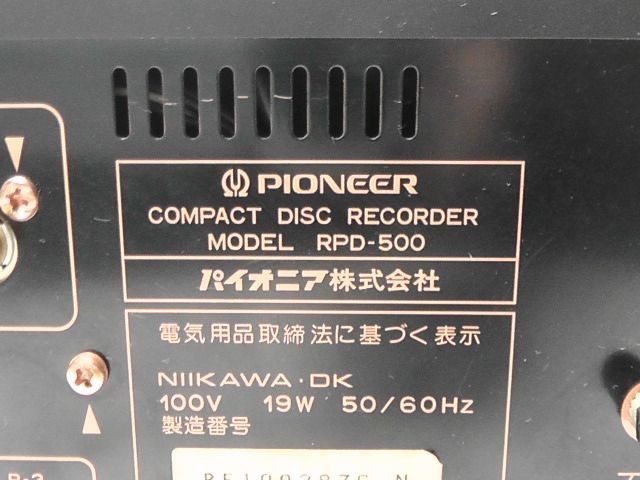 PIONEER
COMPACT DISC RECORDER
MODEL RPD-500
パイオニア株式会社
電気用品取締法に基づく表示
NIIKAWA・DK
100V 19W 50/60Hz
製造番号